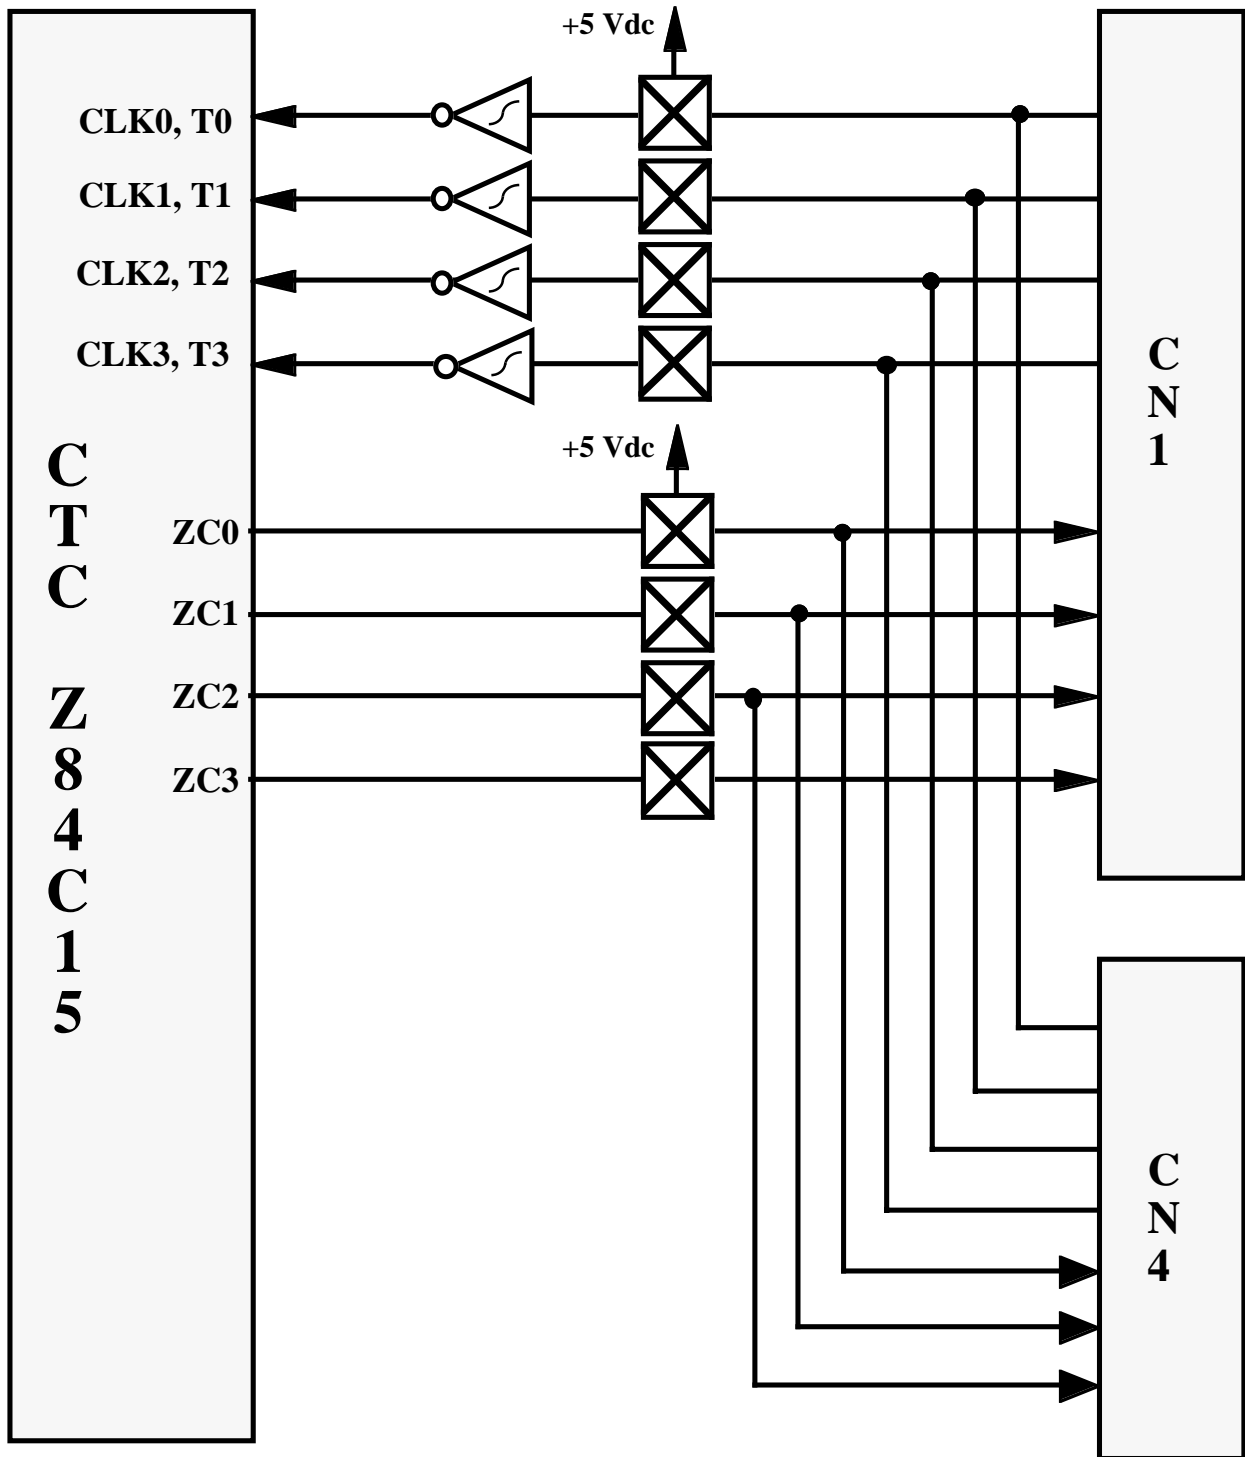 +5 Vdc
CLK0, T0
CLK1, T1
CLK2, T2
CLK3, T3
+5 Vdc
ZC0
ZC1
ZC2
ZC3
C
T
C
Z
8
4
C
1
5
C
N
1
C
N
4